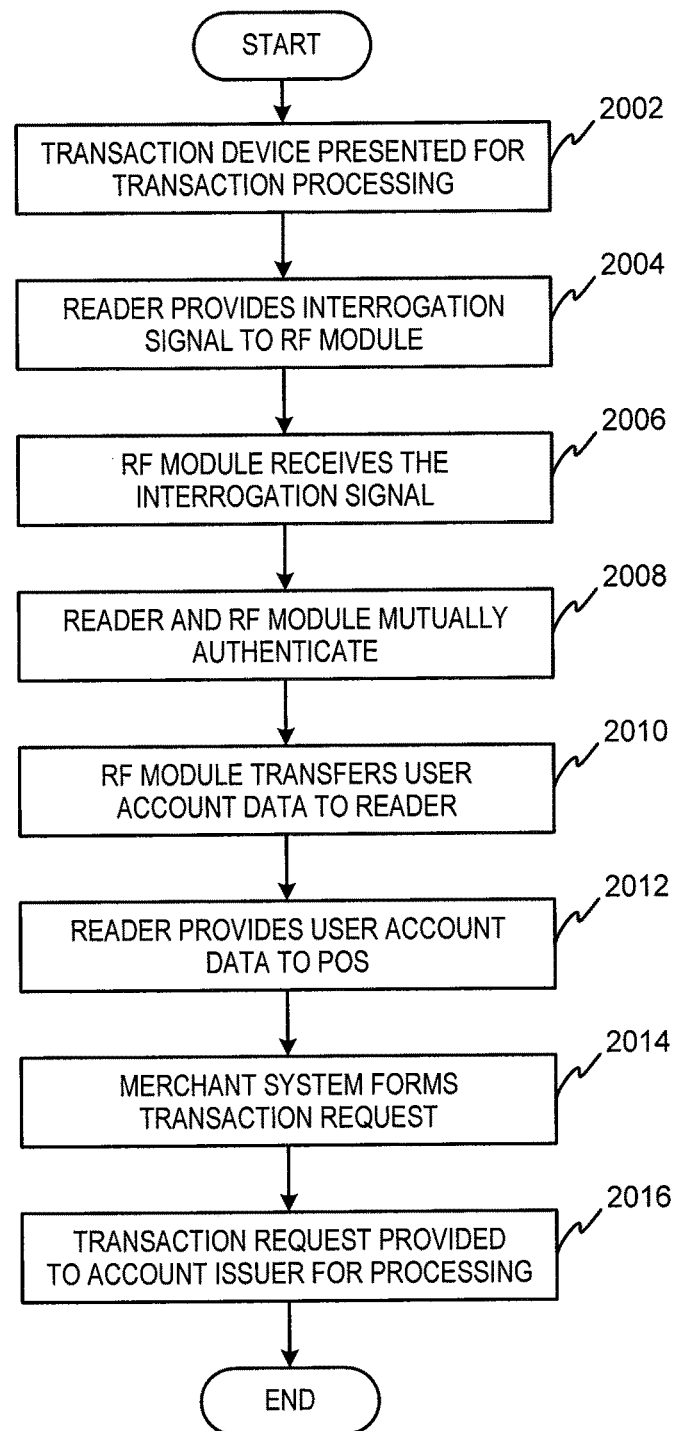 START
2002
TRANSACTION DEVICE PRESENTED FOR
TRANSACTION PROCESSING
2004
READER PROVIDES INTERROGATION
SIGNAL TO RF MODULE
2006
RF MODULE RECEIVES THE
INTERROGATION SIGNAL
2008
READER AND RF MODULE MUTUALLY
AUTHENTICATE
2010
RF MODULE TRANSFERS USER
ACCOUNT DATA TO READER
2012
READER PROVIDES USER ACCOUNT
DATA TO POS
2014
MERCHANT SYSTEM FORMS
TRANSACTION REQUEST
2016
TRANSACTION REQUEST PROVIDED
TO ACCOUNT ISSUER FOR PROCESSING
END